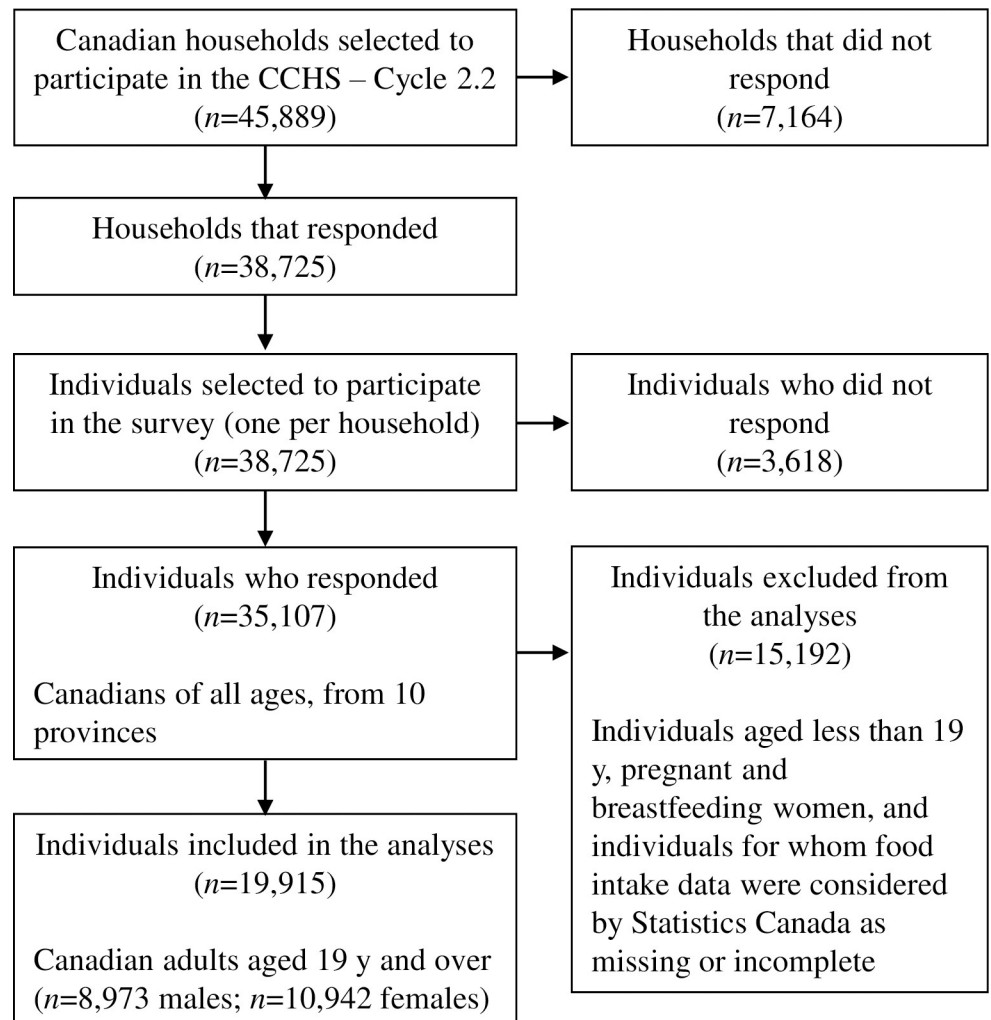 Canadian households selected to
participate in the CCHS – Cycle 2.2
(n=45,889)
Households that did not
respond
(n=7,164)
Households that responded
(n=38,725)
Individuals selected to participate
in the survey (one per household)
(n=38,725)
Individuals who did not
respond
(n=3,618)
Individuals who responded
(n=35,107)
Canadians of all ages, from 10
provinces
Individuals excluded from
the analyses
(n=15,192)
Individuals aged less than 19
y, pregnant and
breastfeeding women, and
individuals for whom food
intake data were considered
by Statistics Canada as
missing or incomplete
Individuals included in the analyses
(n=19,915)
Canadian adults aged 19 y and over
(n=8,973 males; n=10,942 females)